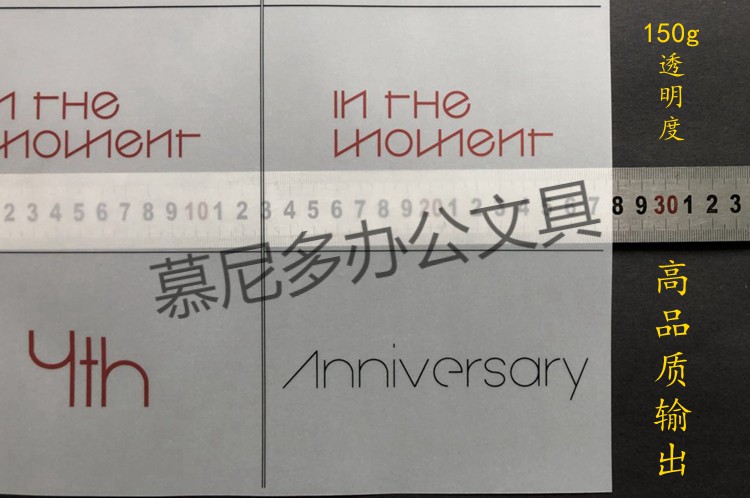 In THE
moment
In THE
moment
150g
透明度
2 3 4 5 6 7 8 9 10 1 2 3 4 5 6 7 8 9 20 1 2 3 4 5 6 7 8 9 30 1 2 3
慕尼多办公文具
高品质输出
4th
Anniversary